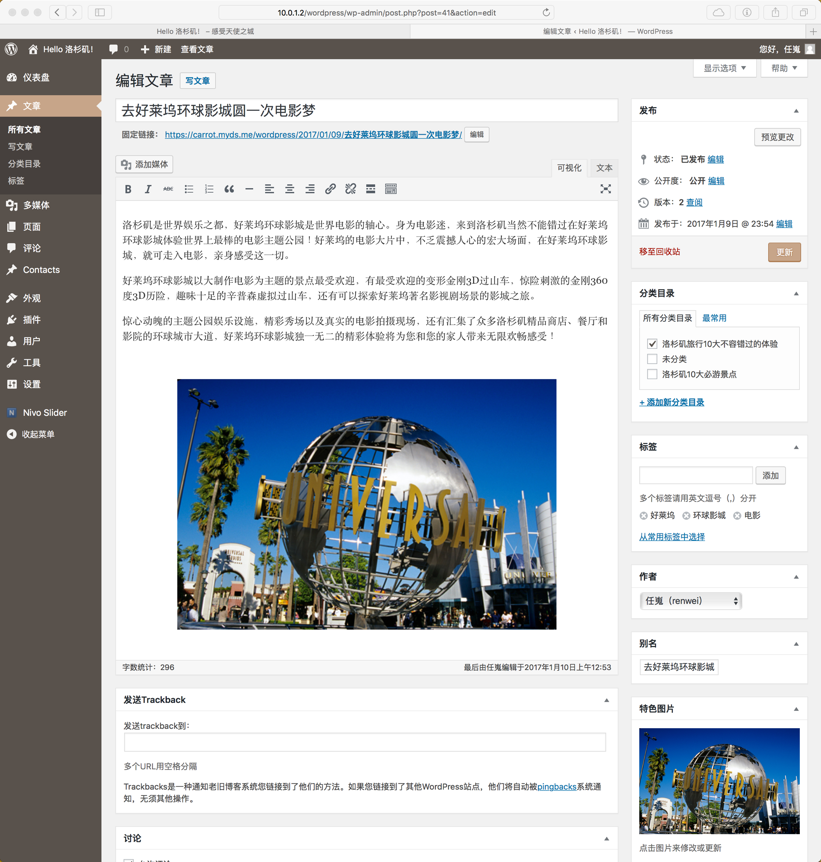 10.0.1.2/wordpress/wp-admin/post.php?post=41&action=edit
Hello 洛杉矶! – 感受天使之城
编辑文章 ‹ Hello 洛杉矶! — WordPress
Hello 洛杉矶!
0
新建
查看文章
您好, 任嵬
仪表盘
文章
所有文章
写文章
分类目录
标签
多媒体
页面
评论
Contacts
外观
插件
用户
工具
设置
Nivo Slider
收起菜单
显示选项
帮助
编辑文章
写文章
去好莱坞环球影城圆一次电影梦
固定链接: https://carrot.myds.me/wordpress/2017/01/09/去好莱坞环球影城圆一次电影梦/ 编辑
添加媒体
可视化
文本
洛杉矶是世界娱乐之都，好莱坞环球影城是世界电影的轴心。身为电影迷，来到洛杉矶当然不能错过在好莱
坞环球影城体验世界上最棒的电影主题公园！好莱坞的电影大片中，不乏震撼人心的宏大场面，在好莱坞环球影
城，就可走入电影，亲身感受这一切。
好莱坞环球影城以大制作电影为主题的景点最受欢迎，有最受欢迎的变形金刚3D过山车，惊险刺激的金刚360
度3D历险，趣味十足的辛普森虚拟过山车，还有可以探索好莱坞著名影视剧场景的影城之旅。
惊心动魄的主题公园娱乐设施，精彩秀场以及真实的电影拍摄现场，还有汇集了众多洛杉矶精品商店、餐厅和
影院的环球城市大道，好莱坞环球影城独一无二的精彩体验将为您和您的家人带来无限欢畅感受！
UNIVERSAL
字数统计：296
最后由任嵬编辑于2017年1月10日上午12:53
发送Trackback
发送trackback到：
多个URL用空格分隔
Trackbacks是一种通知老旧博客系统您链接到了他们的方法。如果您链接到了其他WordPress站点，他们将自动被pingbacks系统通
知，无须其他操作。
讨论
发布
预览更改
状态： 已发布 编辑
公开度： 公开 编辑
版本：2 查阅
发布于：2017年1月9日 @ 23:54 编辑
移至回收站
更新
分类目录
所有分类目录
最常用
洛杉矶旅行10大不容错过的体验
未分类
洛杉矶10大必游景点
+ 添加新分类目录
标签
添加
多个标签请用英文逗号（,）分开
好莱坞
环球影城
电影
从常用标签中选择
作者
任嵬 （renwei）
别名
去好莱坞环球影城
特色图片
UNIVERSAL
点击图片来修改或更新